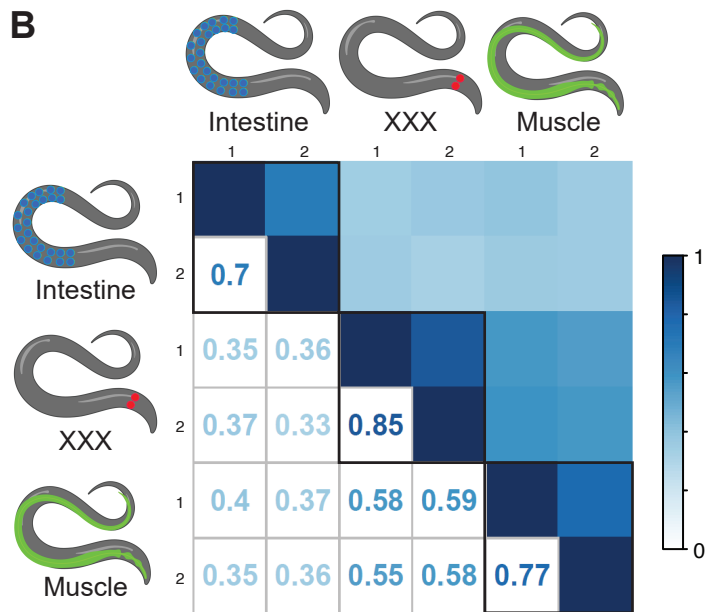 B
Intestine XXX Muscle
1 2 1 2 1 2
1
Intestine
2 0.7
1
1 0.35 0.36
XXX
2 0.37 0.33 0.85
1 0.4 0.37 0.58 0.59
Muscle
2 0.35 0.36 0.55 0.58 0.77
0